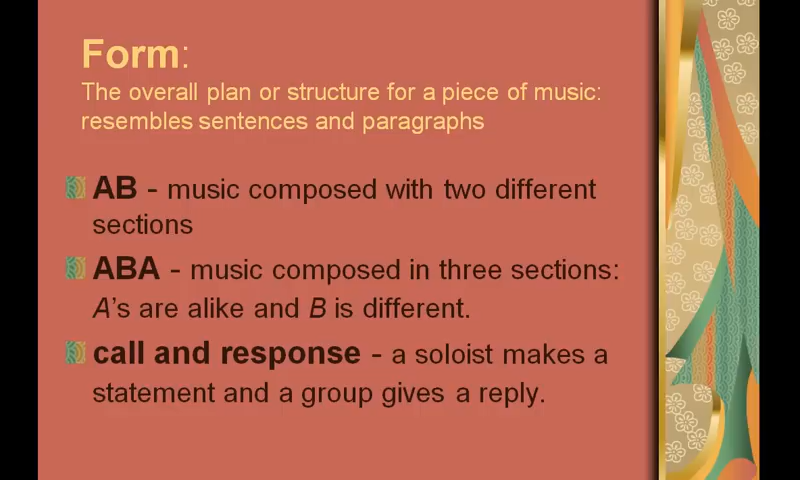 Form:
The overall plan or structure for a piece of music:
resembles sentences and paragraphs
AB - music composed with two different
sections
ABA - music composed in three sections:
A's are alike and B is different.
call and response - a soloist makes a
statement and a group gives a reply.